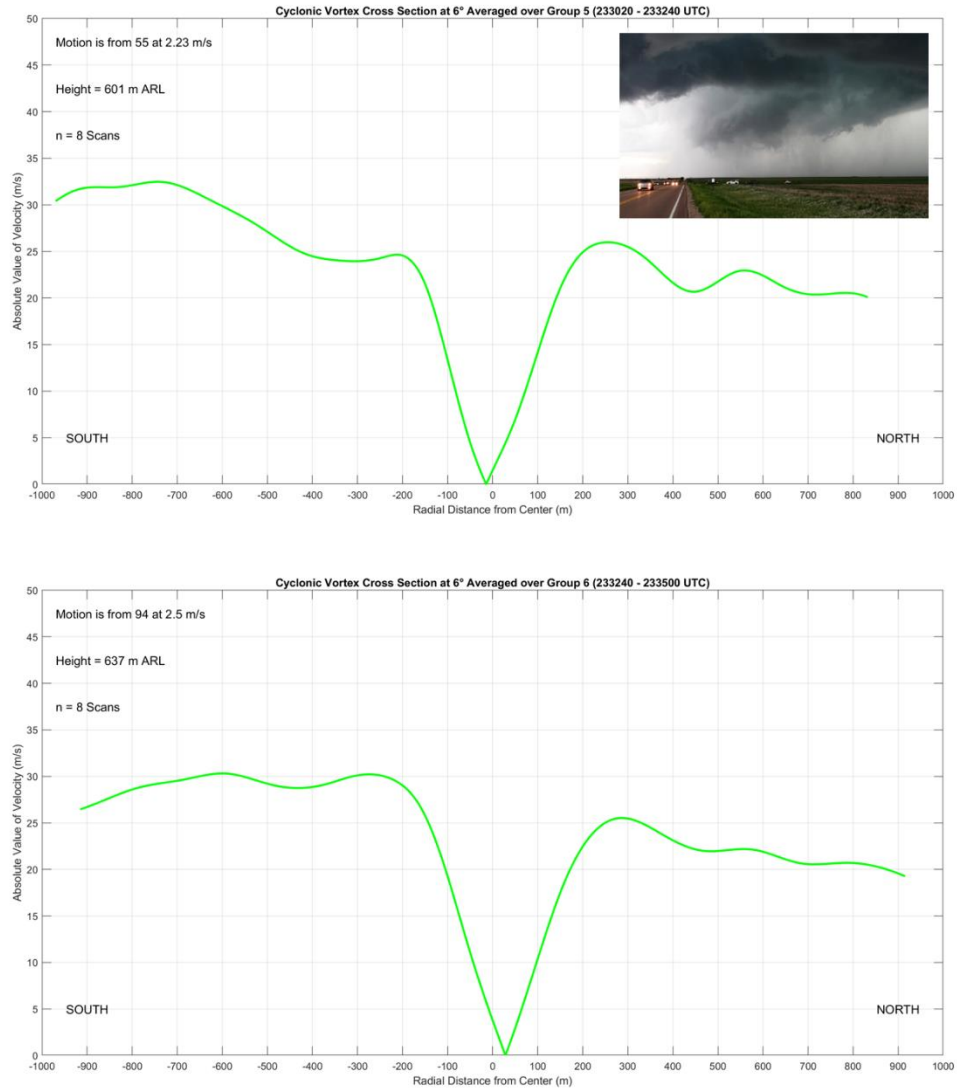 Cyclonic Vortex Cross Section at 6° Averaged over Group 5 (233020 - 233240 UTC)
50
45
40
35
30
25
20
15
10
5
0
Absolute Value of Velocity (m/s)
Motion is from 55 at 2.23 m/s
Height = 601 m ARL
n = 8 Scans
SOUTH
NORTH
-1000 -900 -800 -700 -600 -500 -400 -300 -200 -100 0 100 200 300 400 500 600 700 800 900 1000
Radial Distance from Center (m)
Cyclonic Vortex Cross Section at 6° Averaged over Group 6 (233240 - 233500 UTC)
50
45
40
35
30
25
20
15
10
5
0
Absolute Value of Velocity (m/s)
Motion is from 94 at 2.5 m/s
Height = 637 m ARL
n = 8 Scans
SOUTH
NORTH
-1000 -900 -800 -700 -600 -500 -400 -300 -200 -100 0 100 200 300 400 500 600 700 800 900 1000
Radial Distance from Center (m)